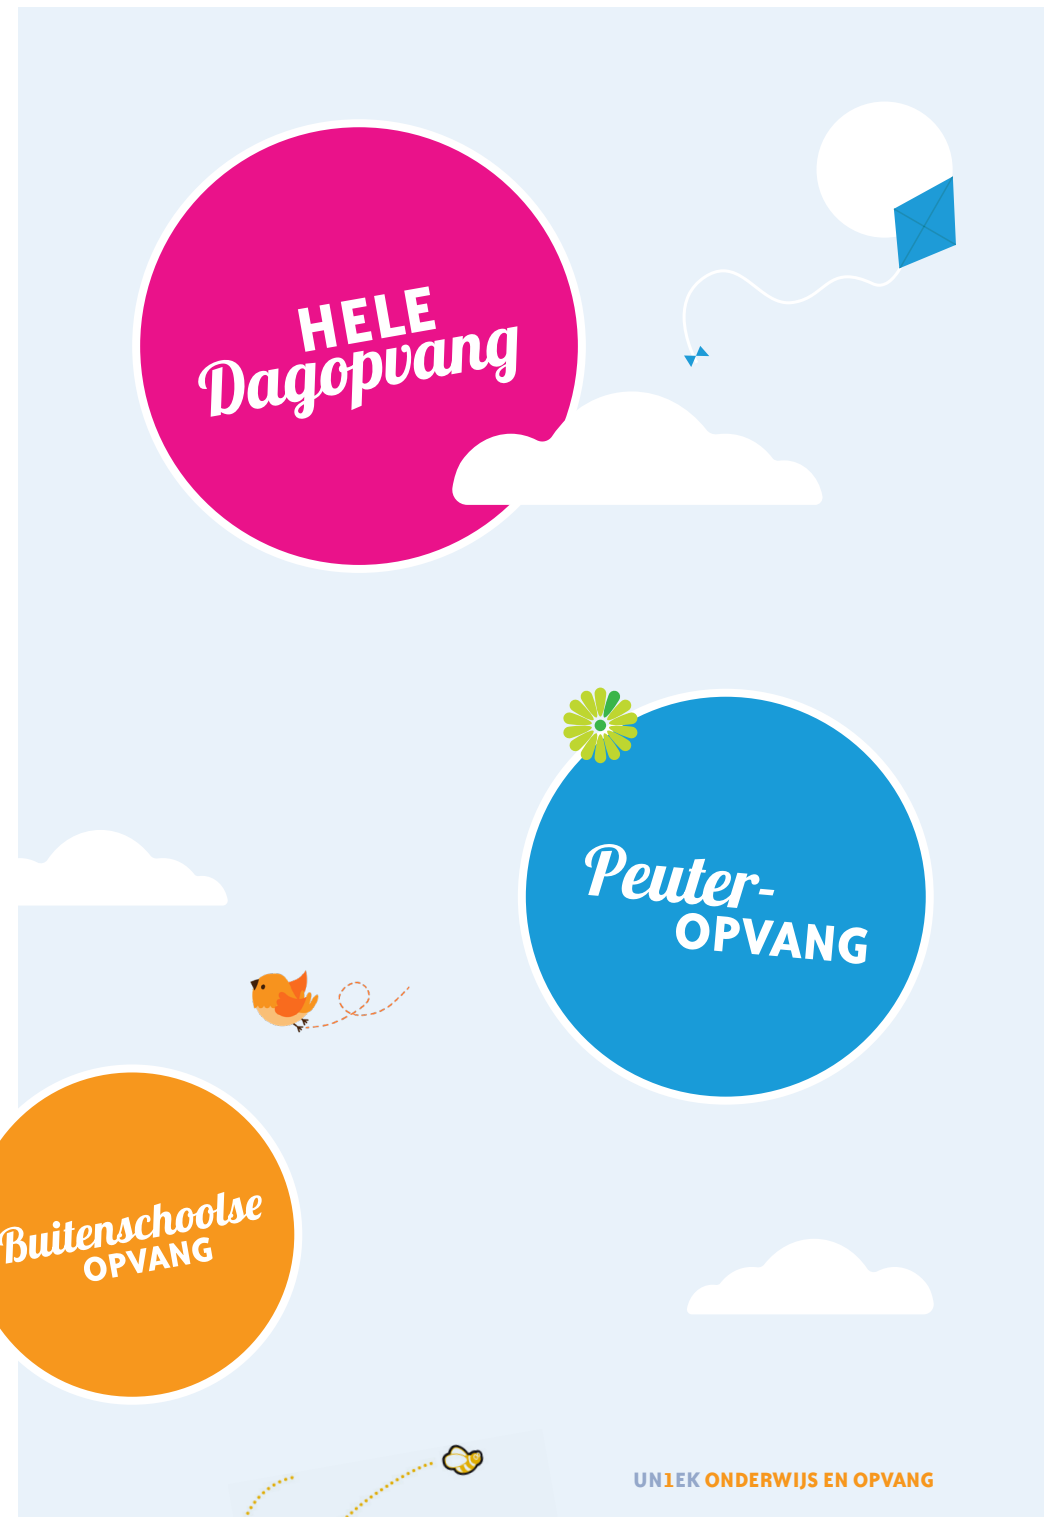 HELE
Dagopvang
Peuter-
OPVANG
Buitenschoolse
OPVANG
UN1EK ONDERWIJS EN OPVANG